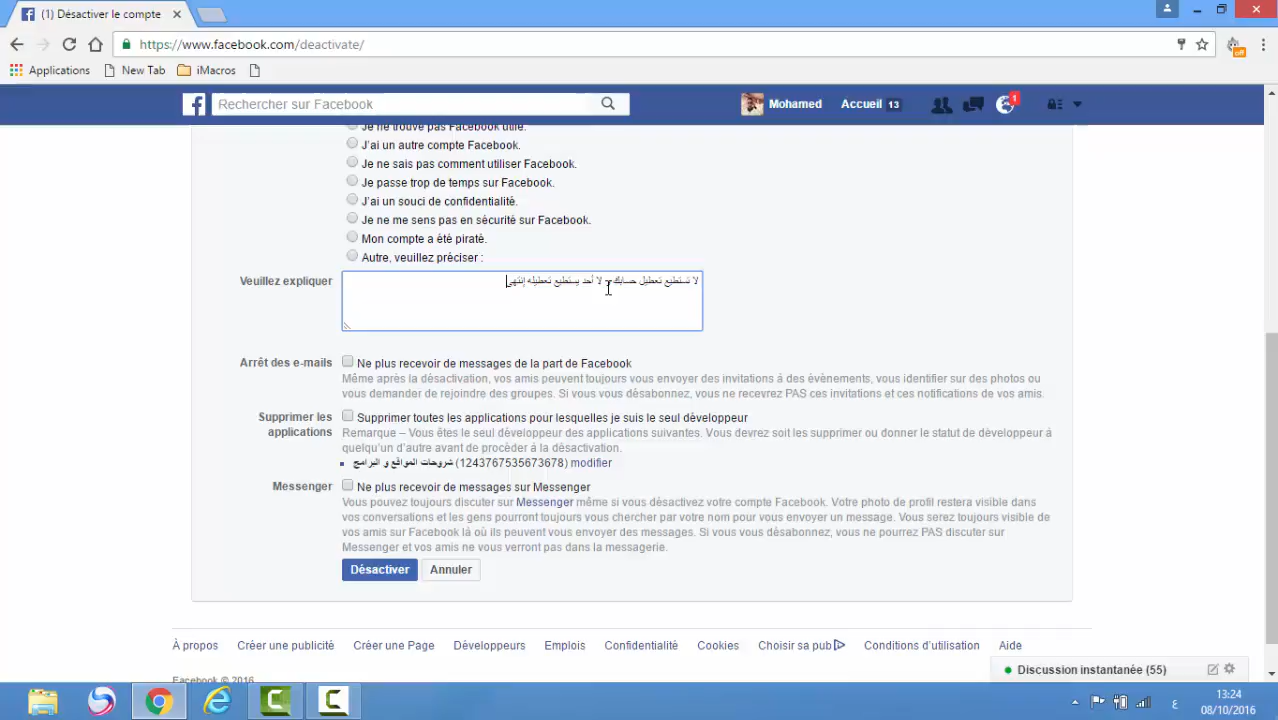 (1) Désactiver le compte
https://www.facebook.com/deactivate/
off
Applications
New Tab
iMacros
Rechercher sur Facebook
Mohamed
Accueil 13
1
Je ne trouve pas Facebook utile.
J'ai un autre compte Facebook.
Je ne sais pas comment utiliser Facebook.
Je passe trop de temps sur Facebook.
J'ai un souci de confidentialité.
Je ne me sens pas en sécurité sur Facebook.
Mon compte a été piraté.
Autre, veuillez préciser :
Veuillez expliquer
لا تستطيع تعطيل حسابك - لا أحد يستطيع تعطيله إنتهى
Arrêt des e-mails
Ne plus recevoir de messages de la part de Facebook
Même après la désactivation, vos amis peuvent toujours vous envoyer des invitations à des évènements, vous identifier sur des photos ou
vous demander de rejoindre des groupes. Si vous vous désabonnez, vous ne recevrez PAS ces invitations et ces notifications de vos amis.
Supprimer les
applications
Supprimer toutes les applications pour lesquelles je suis le seul développeur
Remarque – Vous êtes le seul développeur des applications suivantes. Vous devrez soit les supprimer ou donner le statut de développeur à
quelqu'un d'autre avant de procéder à la désactivation.
شروحات المواقع و البرامج (1243767535673678) modifier
Messenger
Ne plus recevoir de messages sur Messenger
Vous pouvez toujours discuter sur Messenger même si vous désactivez votre compte Facebook. Votre photo de profil restera visible dans
vos conversations et les gens pourront toujours vous chercher par votre nom pour vous envoyer un message. Vous serez toujours visible de
vos amis sur Facebook là où ils peuvent vous envoyer des messages. Si vous vous désabonnez, vous ne pourrez PAS discuter sur
Messenger et vos amis ne vous verront pas dans la messagerie.
Désactiver
Annuler
À propos
Créer une publicité
Créer une Page
Développeurs
Emplois
Confidentialité
Cookies
Choisir sa pub
Conditions d'utilisation
Aide
Facebook © 2016
Discussion instantanée (55)
ع
13:24
08/10/2016